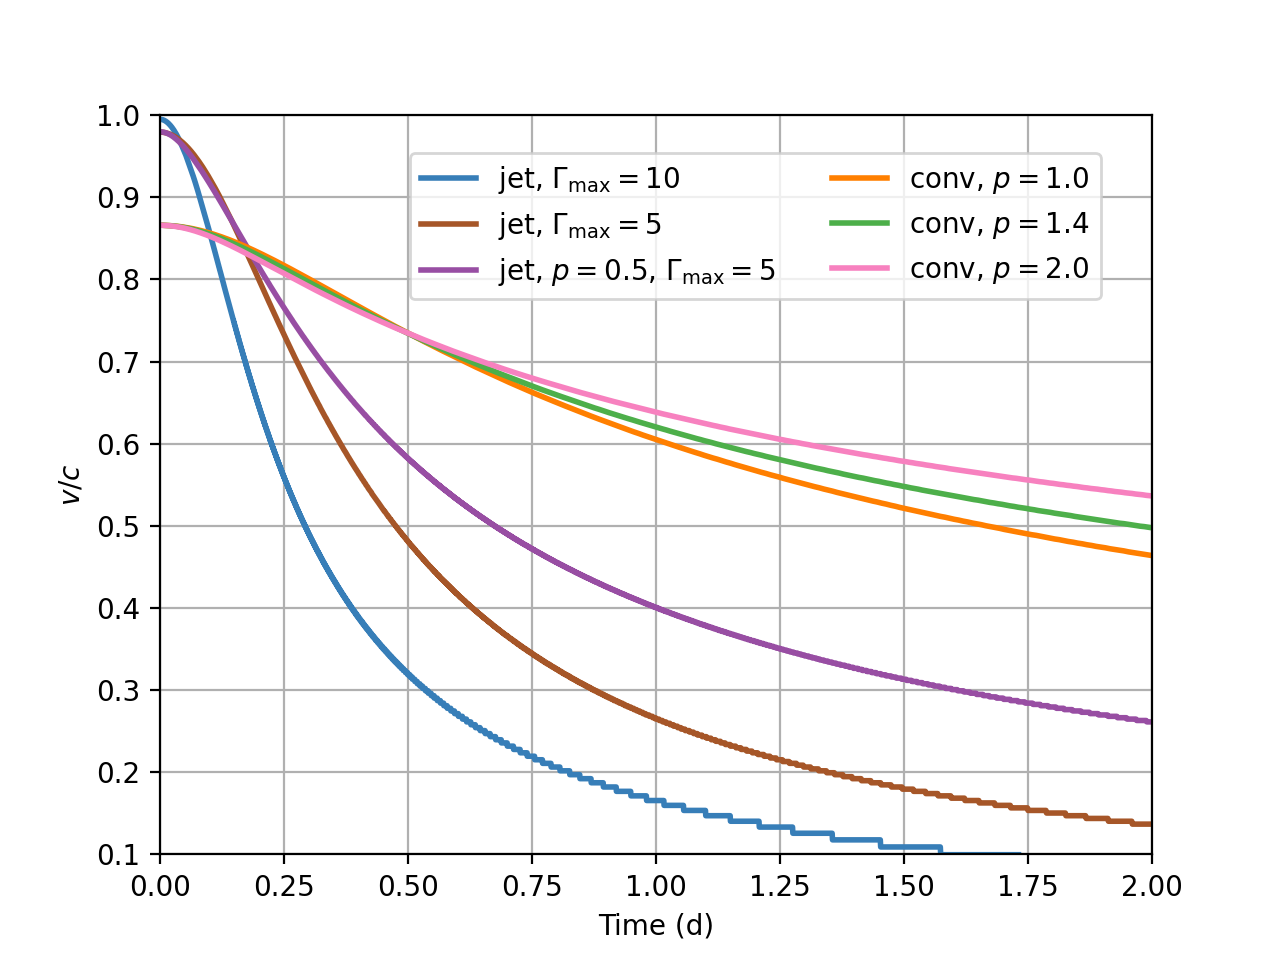 jet, Γmax = 10
jet, Γmax = 5
jet, p = 0.5, Γmax = 5
conv, p = 1.0
conv, p = 1.4
conv, p = 2.0
v/c
1.0
0.9
0.8
0.7
0.6
0.5
0.4
0.3
0.2
0.1
0.00 0.25 0.50 0.75 1.00 1.25 1.50 1.75 2.00
Time (d)